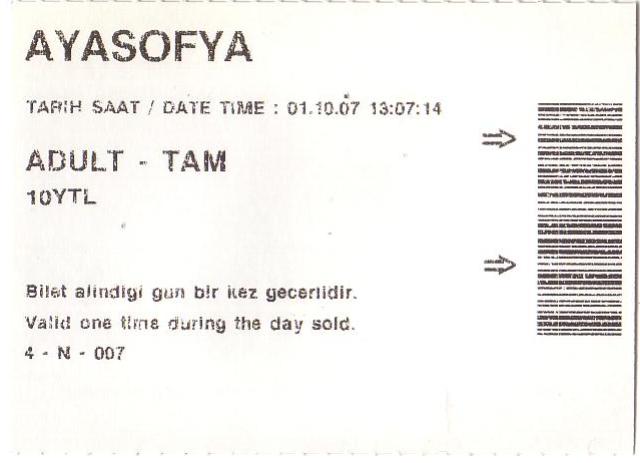 AYASOFYA
TARIH SAAT / DATE TIME : 01.10.07 13:07:14
ADULT - TAM
10YTL
Bilet alindigi gun bir kez gecerlidir.
Valid one time during the day sold.
4 - N - 007